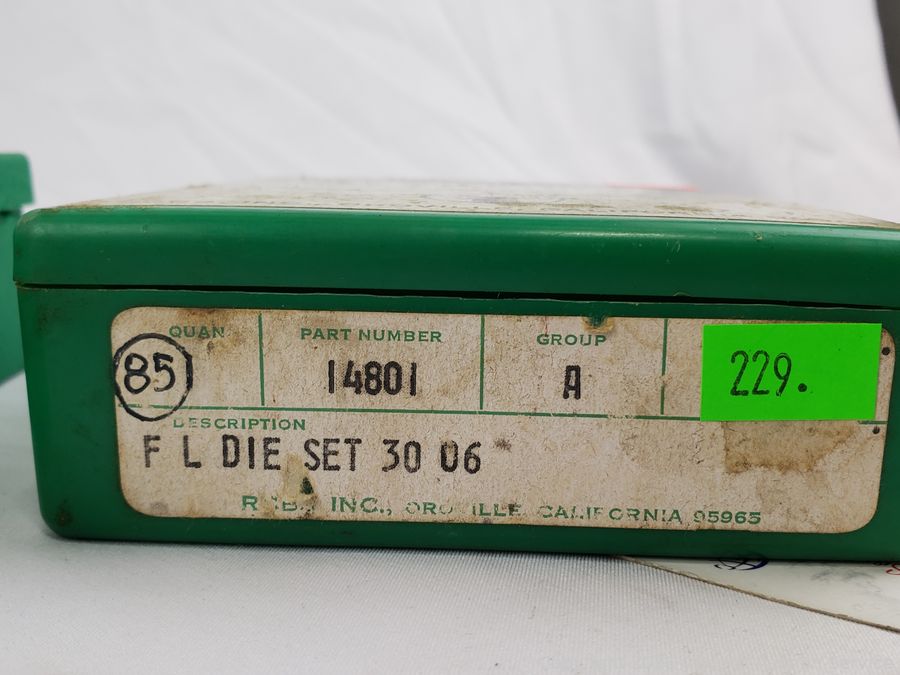 QUAN PART NUMBER GROUP
85 14801 A 229.
DESCRIPTION
F L DIE SET 30 06
INC., CALIFORNIA 95965